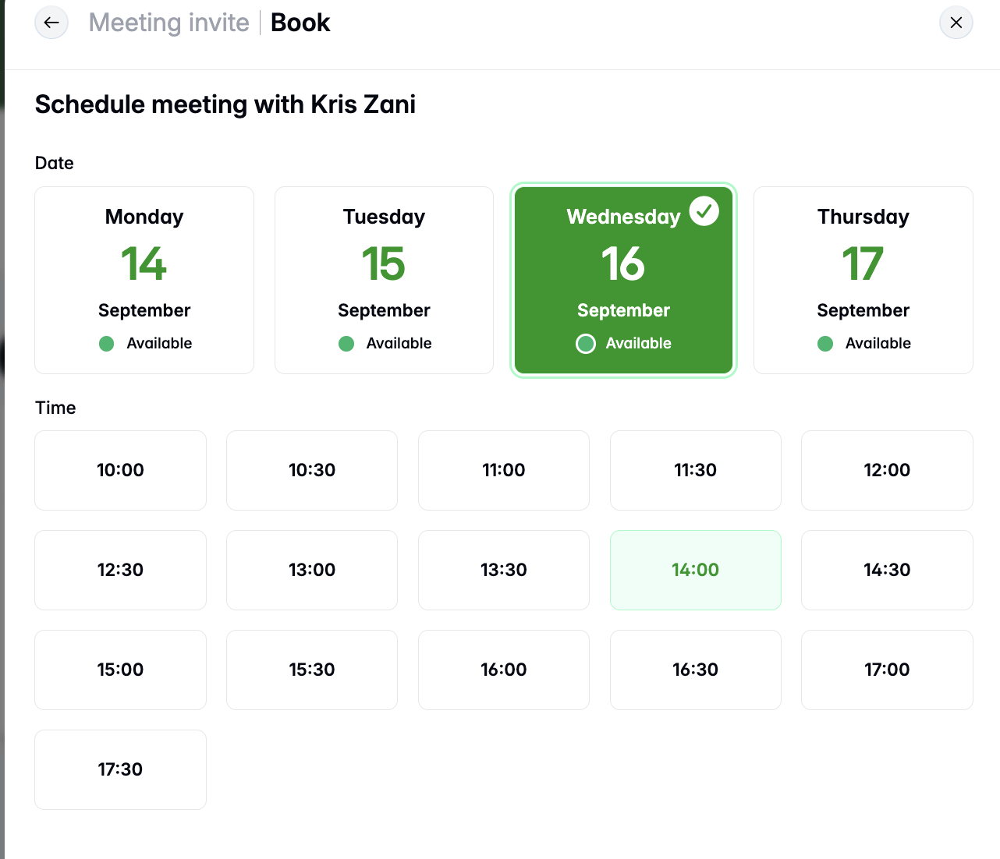 Meeting invite | Book
Schedule meeting with Kris Zani
Date
Monday
14
September
Available
Tuesday
15
September
Available
Wednesday
16
September
Available
Thursday
17
September
Available
Time
10:00
10:30
11:00
11:30
12:00
12:30
13:00
13:30
14:00
14:30
15:00
15:30
16:00
16:30
17:00
17:30